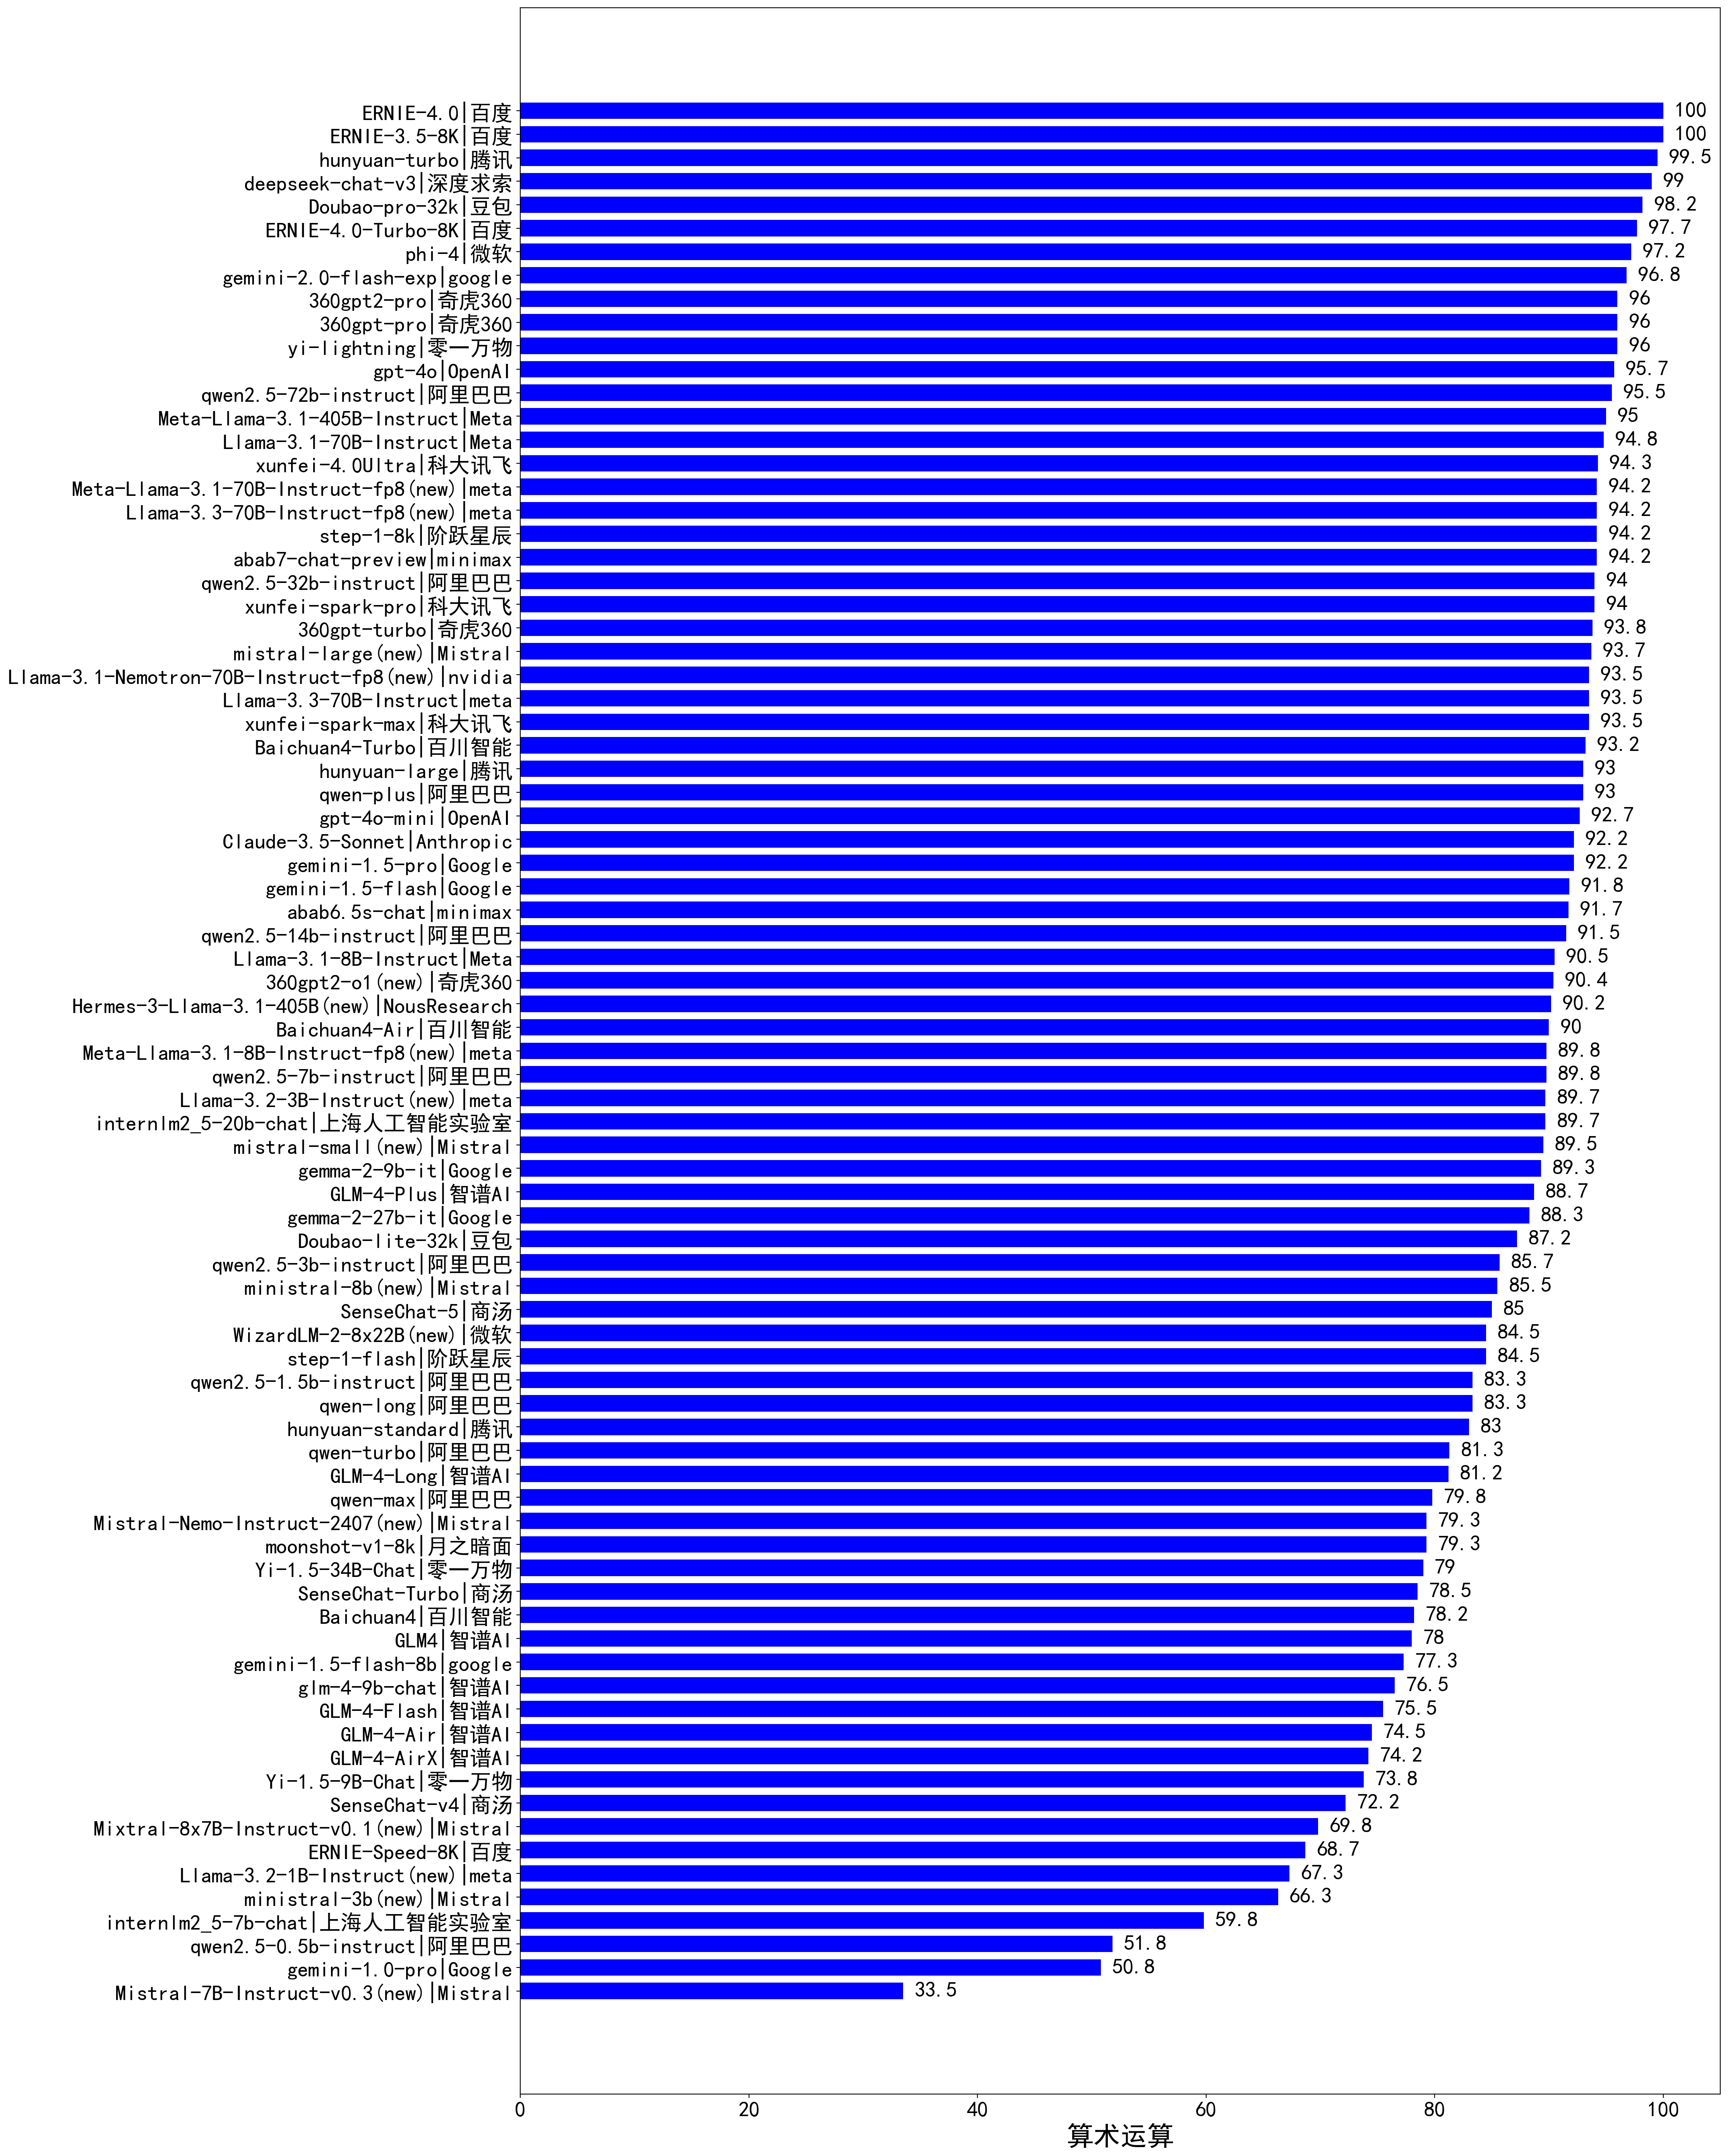 ERNIE-4.0|百度 100
ERNIE-3.5-8K|百度 100
hunyuan-turbo|腾讯 99.5
deepseek-chat-v3|深度求索 99
Doubao-pro-32k|豆包 98.2
ERNIE-4.0-Turbo-8K|百度 97.7
phi-4|微软 97.2
gemini-2.0-flash-exp|google 96.8
360gpt2-pro|奇虎360 96
360gpt-pro|奇虎360 96
yi-lightning|零一万物 96
gpt-4o|OpenAI 95.7
qwen2.5-72b-instruct|阿里巴巴 95.5
Meta-Llama-3.1-405B-Instruct|Meta 95
Llama-3.1-70B-Instruct|Meta 94.8
xunfei-4.0Ultra|科大讯飞 94.3
Meta-Llama-3.1-70B-Instruct-fp8(new)|meta 94.2
Llama-3.3-70B-Instruct-fp8(new)|meta 94.2
step-1-8k|阶跃星辰 94.2
abab7-chat-preview|minimax 94.2
qwen2.5-32b-instruct|阿里巴巴 94
xunfei-spark-pro|科大讯飞 94
360gpt-turbo|奇虎360 93.8
mistral-large(new)|Mistral 93.7
Llama-3.1-Nemotron-70B-Instruct-fp8(new)|nvidia 93.5
Llama-3.3-70B-Instruct|meta 93.5
xunfei-spark-max|科大讯飞 93.5
Baichuan4-Turbo|百川智能 93.2
hunyuan-large|腾讯 93
qwen-plus|阿里巴巴 93
gpt-4o-mini|OpenAI 92.7
Claude-3.5-Sonnet|Anthropic 92.2
gemini-1.5-pro|Google 92.2
gemini-1.5-flash|Google 91.8
abab6.5s-chat|minimax 91.7
qwen2.5-14b-instruct|阿里巴巴 91.5
Llama-3.1-8B-Instruct|Meta 90.5
360gpt2-o1(new)|奇虎360 90.4
Hermes-3-Llama-3.1-405B(new)|NousResearch 90.2
Baichuan4-Air|百川智能 90
Meta-Llama-3.1-8B-Instruct-fp8(new)|meta 89.8
qwen2.5-7b-instruct|阿里巴巴 89.8
Llama-3.2-3B-Instruct(new)|meta 89.7
internlm2_5-20b-chat|上海人工智能实验室 89.7
mistral-small(new)|Mistral 89.5
gemma-2-9b-it|Google 89.3
GLM-4-Plus|智谱AI 88.7
gemma-2-27b-it|Google 88.3
Doubao-lite-32k|豆包 87.2
qwen2.5-3b-instruct|阿里巴巴 85.7
ministral-8b(new)|Mistral 85.5
SenseChat-5|商汤 85
WizardLM-2-8x22B(new)|微软 84.5
step-1-flash|阶跃星辰 84.5
qwen2.5-1.5b-instruct|阿里巴巴 83.3
qwen-long|阿里巴巴 83.3
hunyuan-standard|腾讯 83
qwen-turbo|阿里巴巴 81.3
GLM-4-Long|智谱AI 81.2
qwen-max|阿里巴巴 79.8
Mistral-Nemo-Instruct-2407(new)|Mistral 79.3
moonshot-v1-8k|月之暗面 79.3
Yi-1.5-34B-Chat|零一万物 79
SenseChat-Turbo|商汤 78.5
Baichuan4|百川智能 78.2
GLM4|智谱AI 78
gemini-1.5-flash-8b|google 77.3
glm-4-9b-chat|智谱AI 76.5
GLM-4-Flash|智谱AI 75.5
GLM-4-Air|智谱AI 74.5
GLM-4-AirX|智谱AI 74.2
Yi-1.5-9B-Chat|零一万物 73.8
SenseChat-v4|商汤 72.2
Mixtral-8x7B-Instruct-v0.1(new)|Mistral 69.8
ERNIE-Speed-8K|百度 68.7
Llama-3.2-1B-Instruct(new)|meta 67.3
ministral-3b(new)|Mistral 66.3
internlm2_5-7b-chat|上海人工智能实验室 59.8
qwen2.5-0.5b-instruct|阿里巴巴 51.8
gemini-1.0-pro|Google 50.8
Mistral-7B-Instruct-v0.3(new)|Mistral 33.5
0 20 40 60 80 100
算术运算